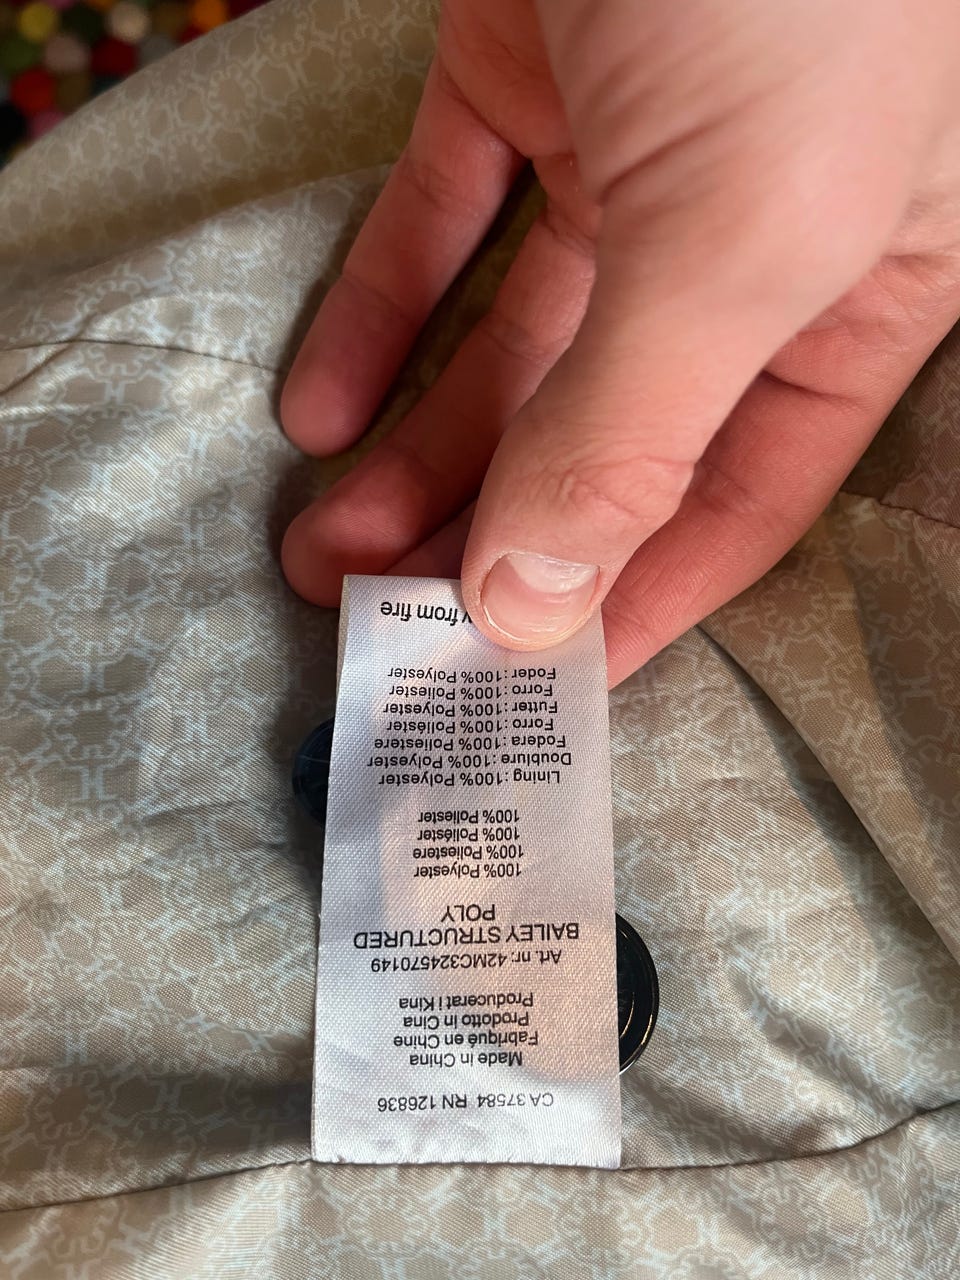 CA 37584 RN 126836
Made in China
Fabriqué en Chine
Prodotto in Cina
Producerat i Kina
Art. nr: 42MC324570149
BAILEY STRUCTURED
POLY
100% Polyester
100% Poliestere
100% Poliéster
100% Poliester
Lining :100% Polyester
Doublure :100% Polyester
Fodera :100% Poliestere
Forro :100% Poliéster
Futter :100% Polyester
Forro :100% Poliester
Foder :100% Polyester
from fire